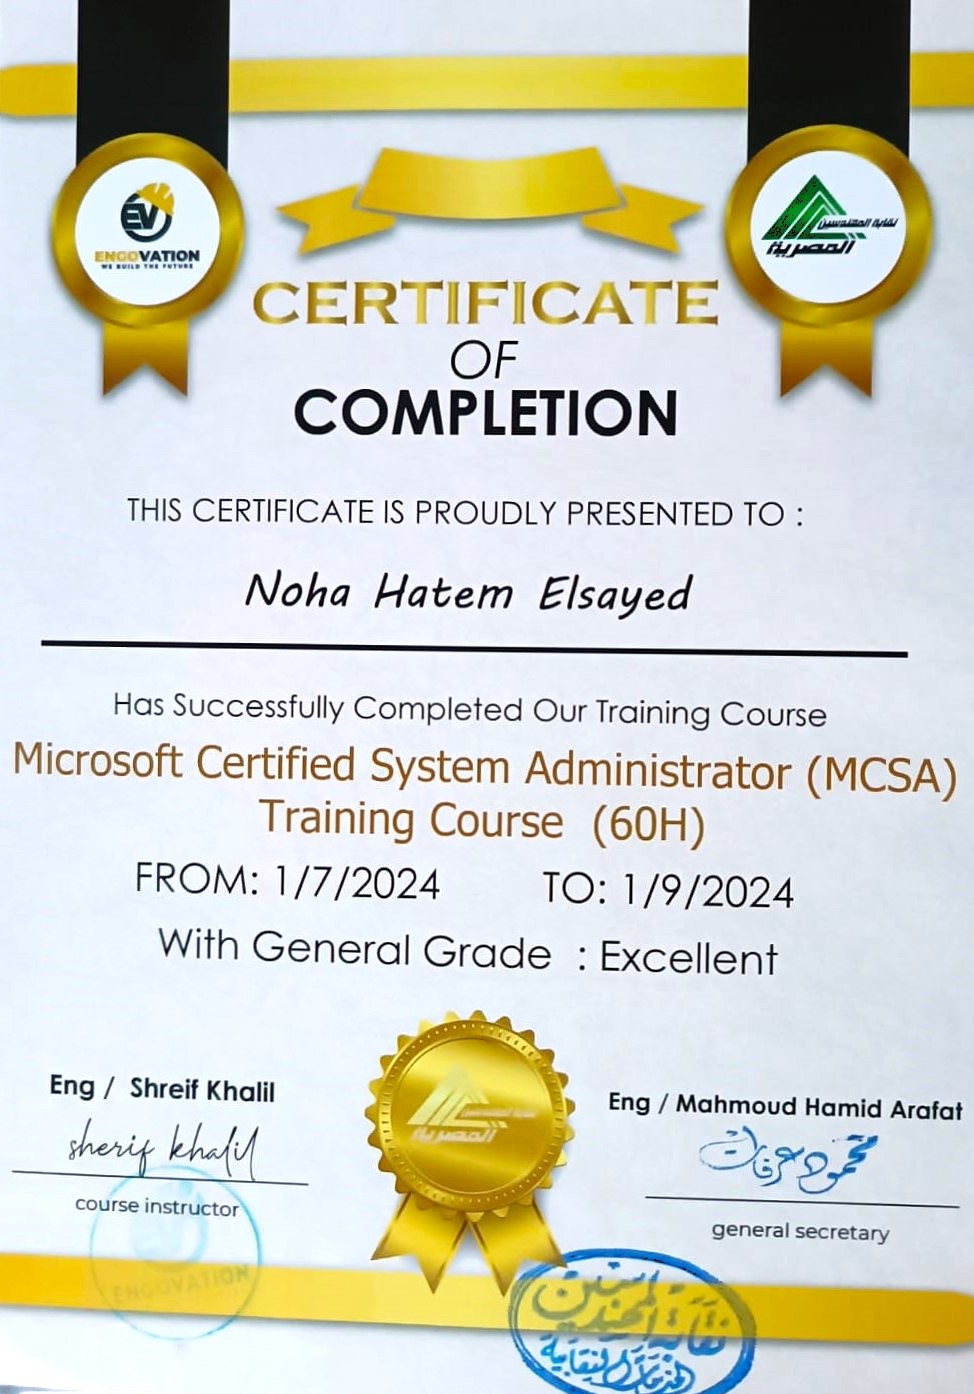 EV
ENGOVATION
WE BUILD THE FUTURE
نقابة المهندسين
المصرية
CERTIFICATE
OF
COMPLETION
THIS CERTIFICATE IS PROUDLY PRESENTED TO :
Noha Hatem Elsayed
Has Successfully Completed Our Training Course
Microsoft Certified System Administrator (MCSA)
Training Course (60H)
FROM: 1/7/2024 TO: 1/9/2024
With General Grade : Excellent
Eng / Shreif Khalil
sherif khalil
course instructor
ENGOVATION
نقابة المهندسين
المصرية
Eng / Mahmoud Hamid Arafat
محمود عرفات
general secretary
نقابة المهندسين